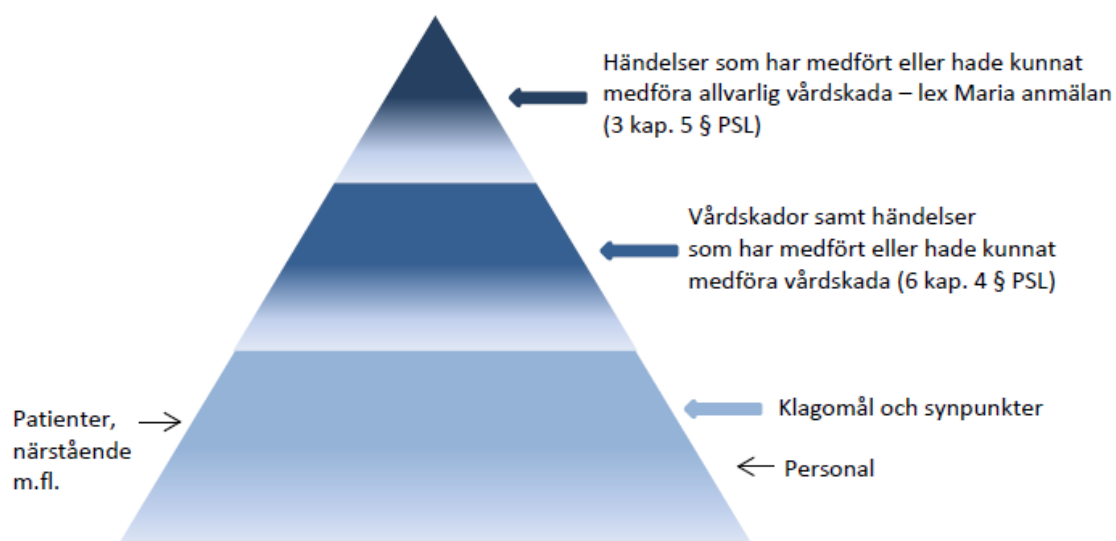 Händelser som har medfört eller hade kunnat
medföra allvarlig vårdskada – lex Maria anmälan
(3 kap. 5 § PSL)
Vårdskador samt händelser
som har medfört eller hade kunnat
medföra vårdskada (6 kap. 4 § PSL)
Klagomål och synpunkter
Patienter,
närstående
m.fl.
Personal